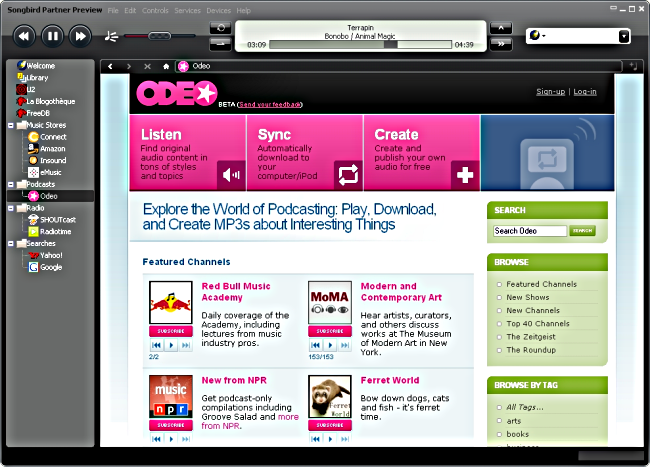 Songbird Partner Preview File Edit Controls Services Devices Help
Terrapin
Bonobo / Animal Magic
03:09 04:39
Welcome
Library
U2
La Blogothèque
FreeDB
Music Stores
Connect
Amazon
Insound
eMusic
Podcasts
Odeo
Radio
SHOUTcast
Radiotime
Searches
Yahoo!
Google
Odeo
ODEO
BETA (Send your feedback)
Sign-up | Log-in
Listen
Find original
audio content in
tons of styles
and topics
Sync
Automatically
download to
your
computer/iPod
Create
Create and
publish your own
audio for free
Explore the World of Podcasting: Play, Download,
and Create MP3s about Interesting Things
Featured Channels
Red Bull Music
Academy
Daily coverage of the
Academy, including
lectures from music
industry pros.
SUBSCRIBE
2/2
MoMA
Modern and
Contemporary Art
Hear artists, curators,
and others discuss
works at The Museum
of Modern Art in New
York.
SUBSCRIBE
153/153
music
npr
New from NPR
Get podcast-only
compilations including
Groove Salad and more
from NPR.
SUBSCRIBE
Ferret
World
Ferret World
Bow down dogs, cats
and fish - it's ferret
time.
SUBSCRIBE
SEARCH
Search Odeo SEARCH
BROWSE
Featured Channels
New Shows
New Channels
Top 40 Channels
The Zeitgeist
The Roundup
BROWSE BY TAG
All Tags...
arts
books